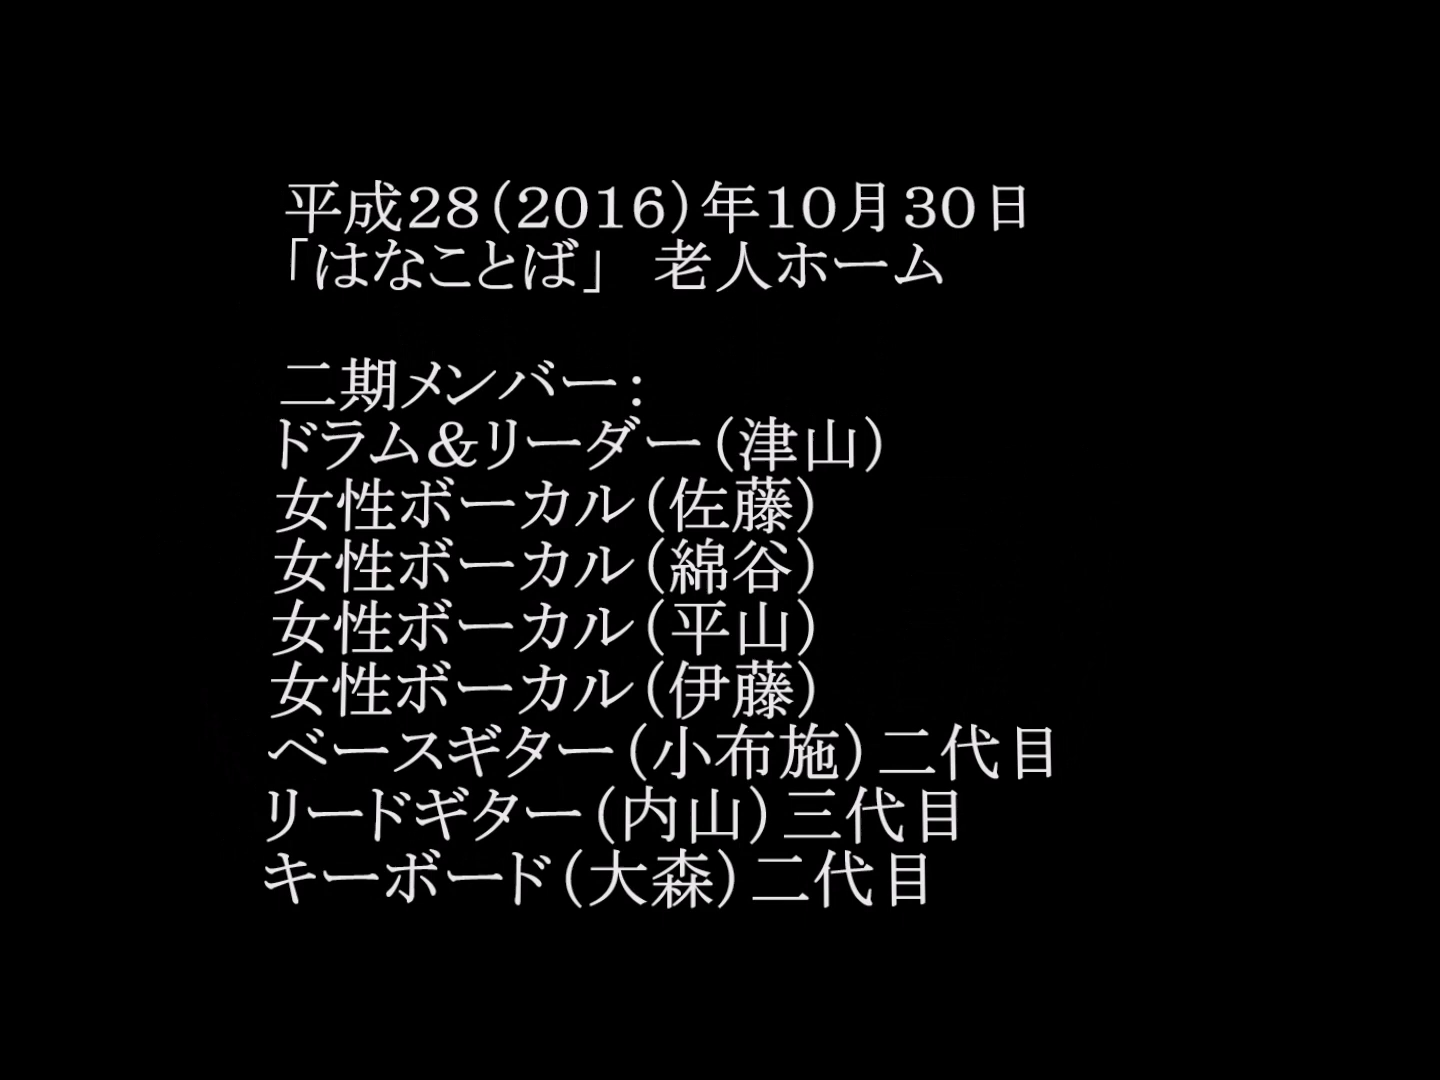 平成２８（２０１６）年１０月３０日
「はなことば」　老人ホーム
二期メンバー：
ドラム＆リーダー（津山）
女性ボーカル（佐藤）
女性ボーカル（綿谷）
女性ボーカル（平山）
女性ボーカル（伊藤）
ベースギター（小布施）二代目
リードギター（内山）三代目
キーボード（大森）二代目